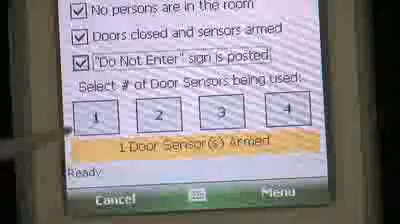 No persons are in the room
Doors closed and sensors armed
"Do Not Enter" sign is posted
Select # of Door Sensors being used:
1 2 3 4
1 Door Sensor(s) Armed
Ready
Cancel Menu